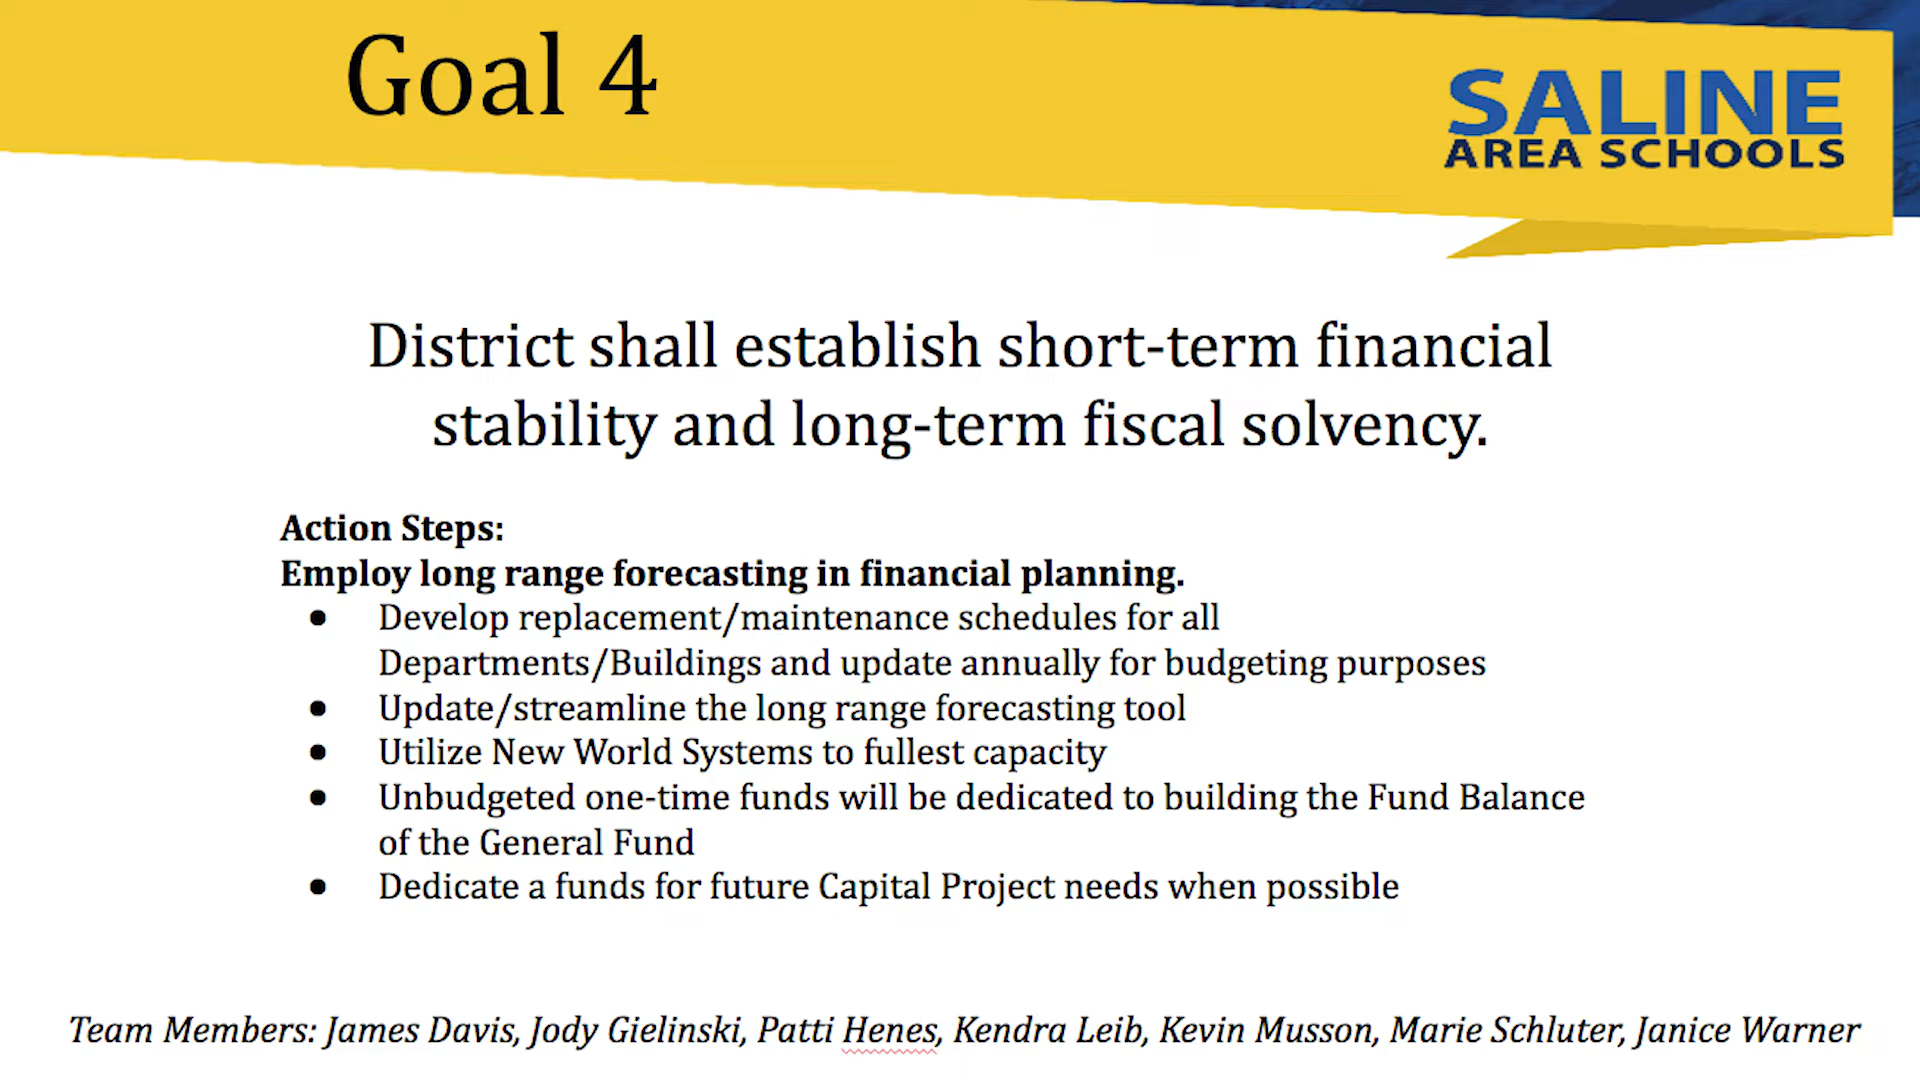 Goal 4
SALINE
AREA SCHOOLS
District shall establish short-term financial
stability and long-term fiscal solvency.
Action Steps:
Employ long range forecasting in financial planning.
● Develop replacement/maintenance schedules for all
Departments/Buildings and update annually for budgeting purposes
● Update/streamline the long range forecasting tool
● Utilize New World Systems to fullest capacity
● Unbudgeted one-time funds will be dedicated to building the Fund Balance
of the General Fund
● Dedicate a funds for future Capital Project needs when possible
Team Members: James Davis, Jody Gielinski, Patti Henes, Kendra Leib, Kevin Musson, Marie Schluter, Janice Warner